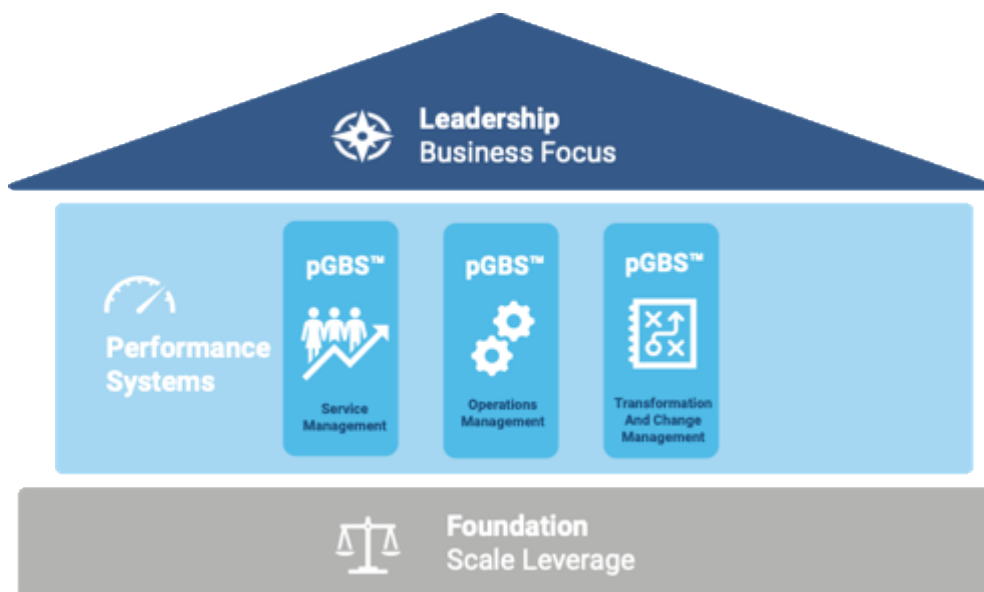 Leadership
Business Focus
Performance
Systems
pGBS™
Service
Management
pGBS™
Operations
Management
pGBS™
Transformation
And Change
Management
Foundation
Scale Leverage